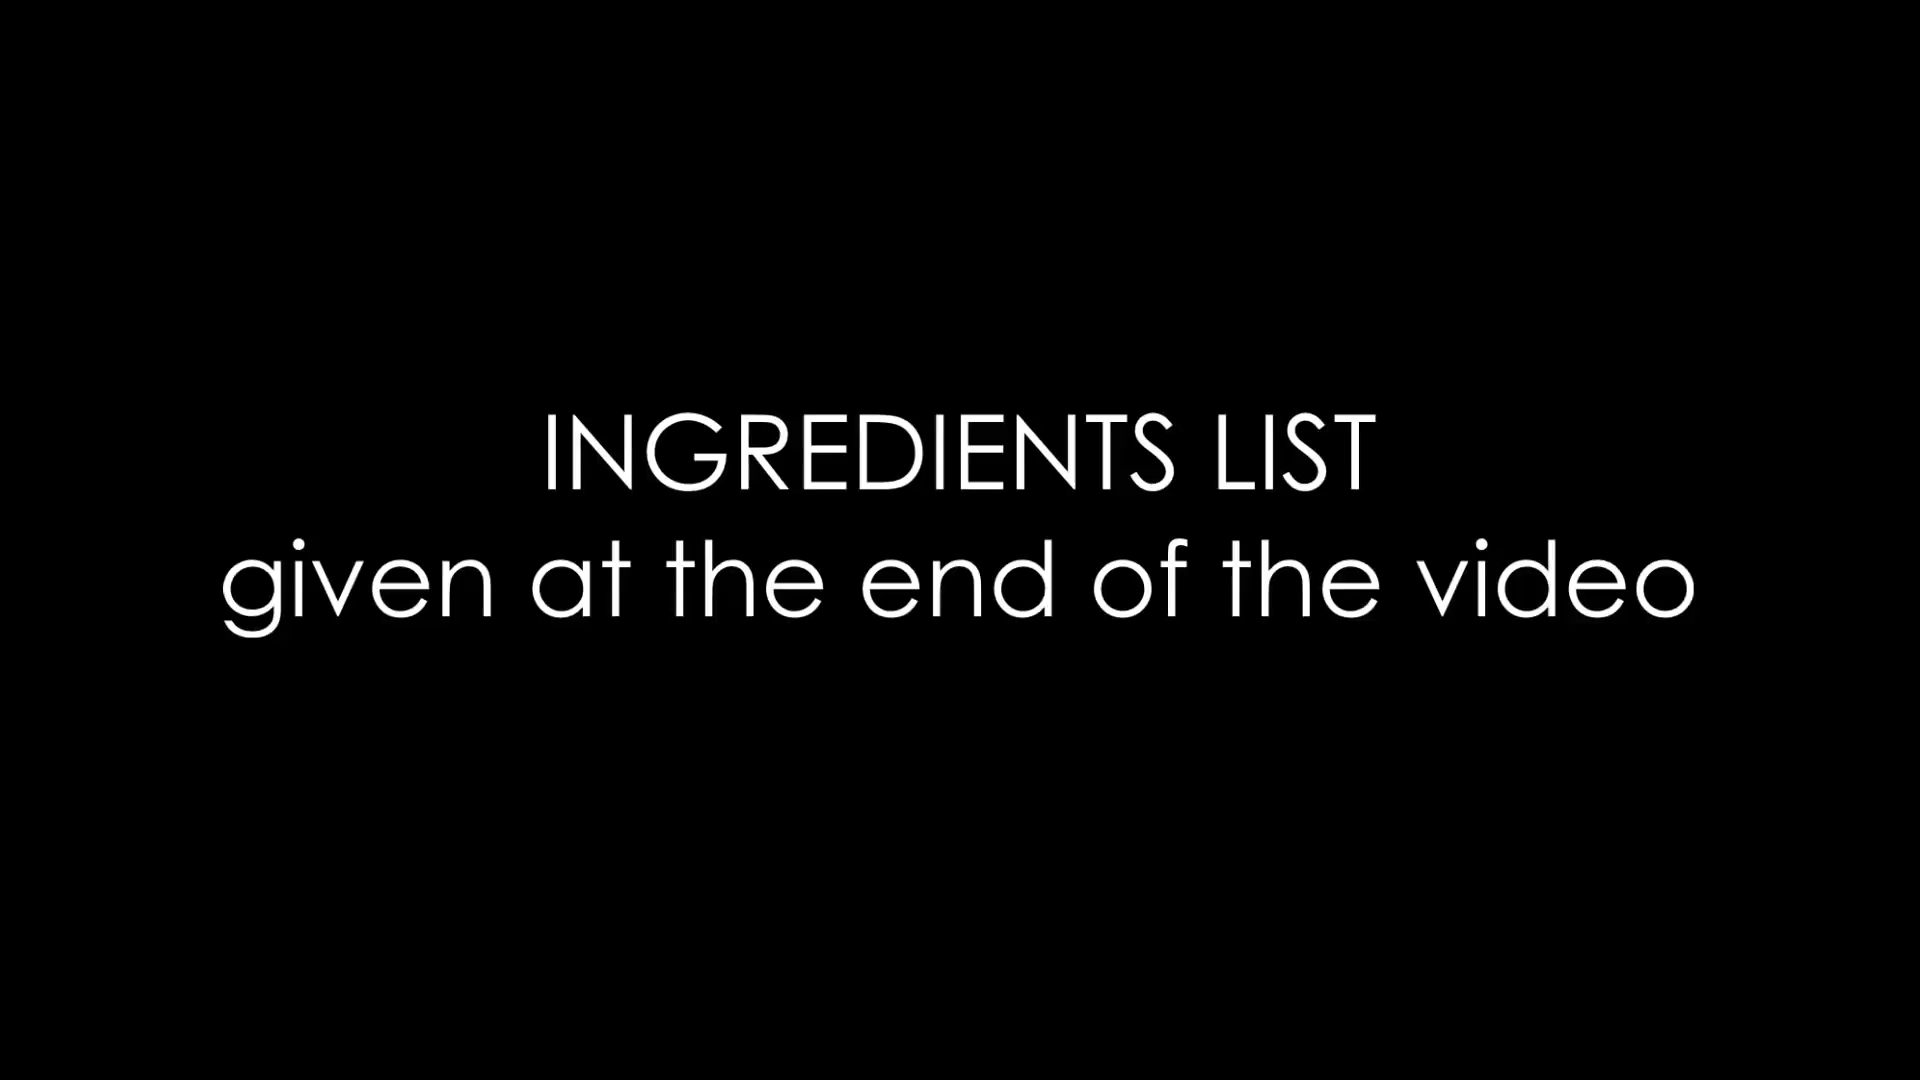 INGREDIENTS LIST
given at the end of the video